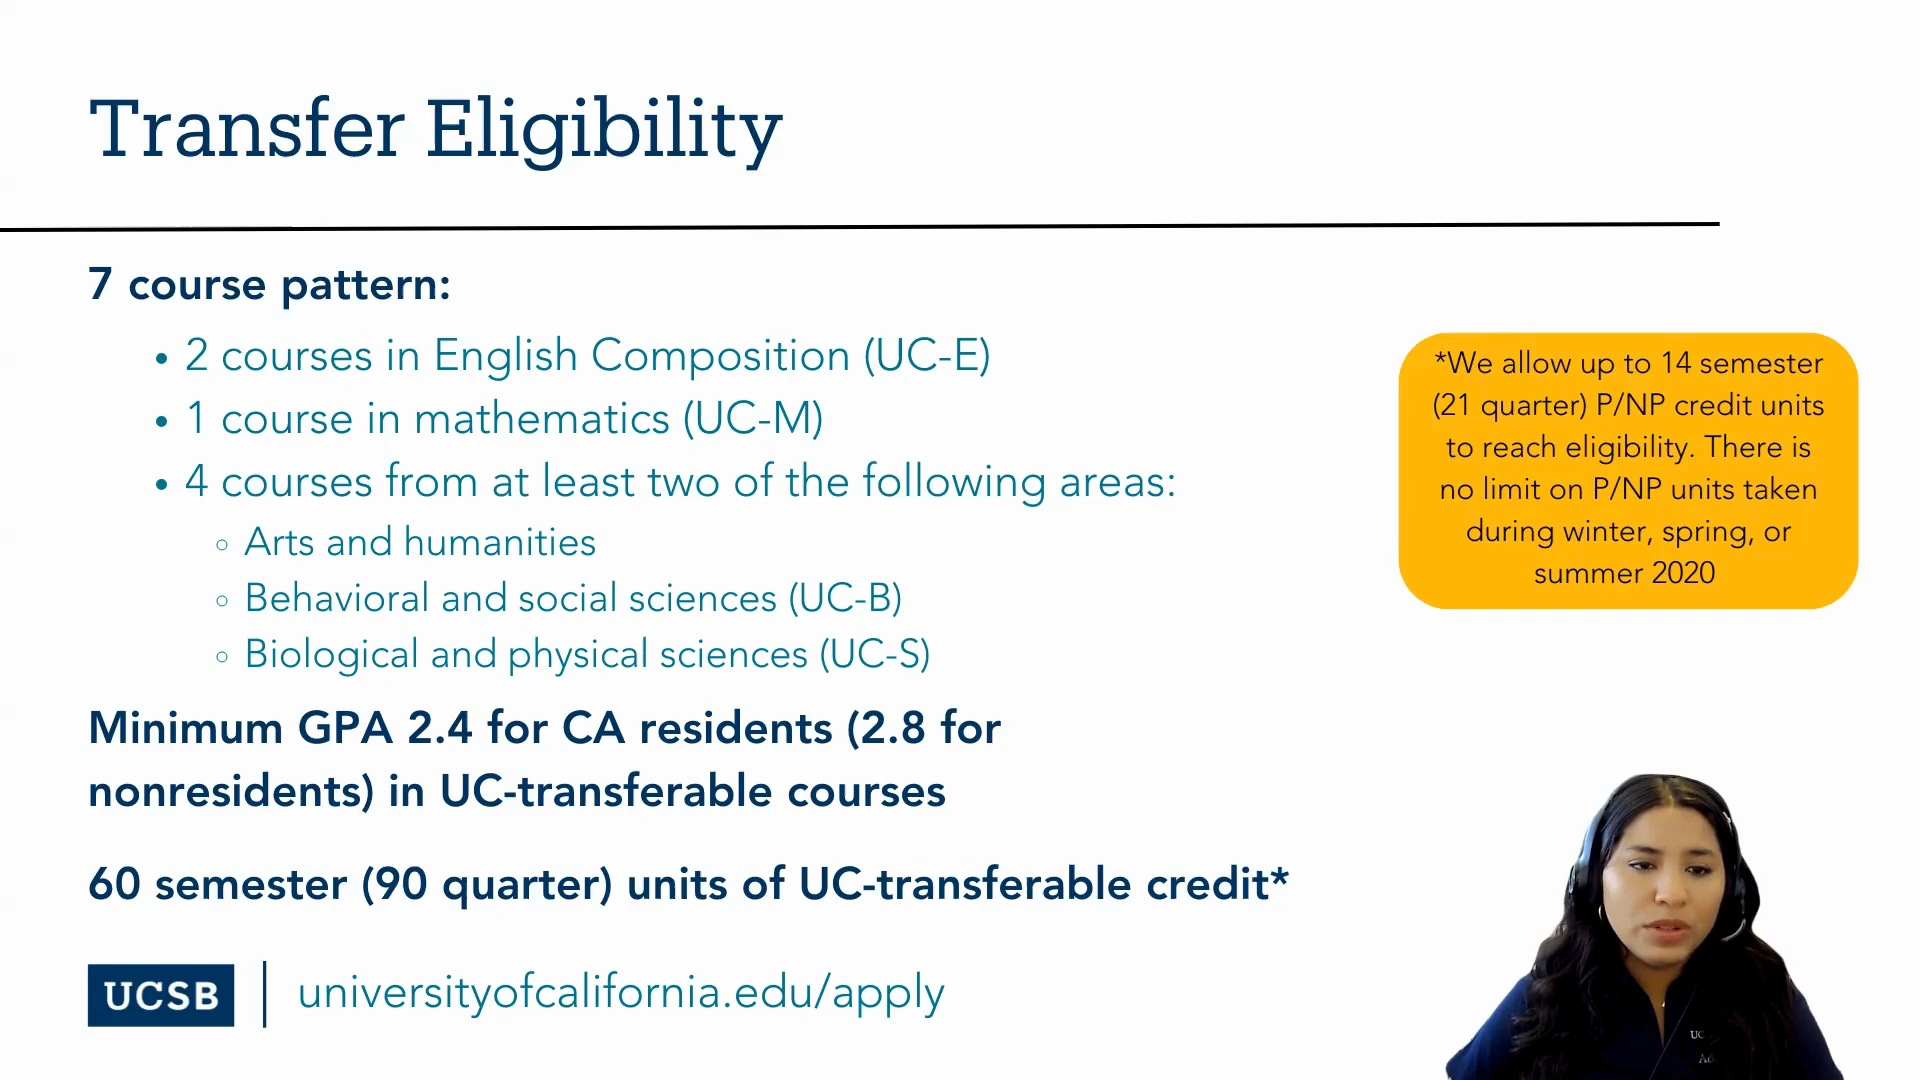 Transfer Eligibility
7 course pattern:
• 2 courses in English Composition (UC-E)
• 1 course in mathematics (UC-M)
• 4 courses from at least two of the following areas:
◦ Arts and humanities
◦ Behavioral and social sciences (UC-B)
◦ Biological and physical sciences (UC-S)
Minimum GPA 2.4 for CA residents (2.8 for
nonresidents) in UC-transferable courses
60 semester (90 quarter) units of UC-transferable credit*
*We allow up to 14 semester
(21 quarter) P/NP credit units
to reach eligibility. There is
no limit on P/NP units taken
during winter, spring, or
summer 2020
UCSB
universityofcalifornia.edu/apply
UC